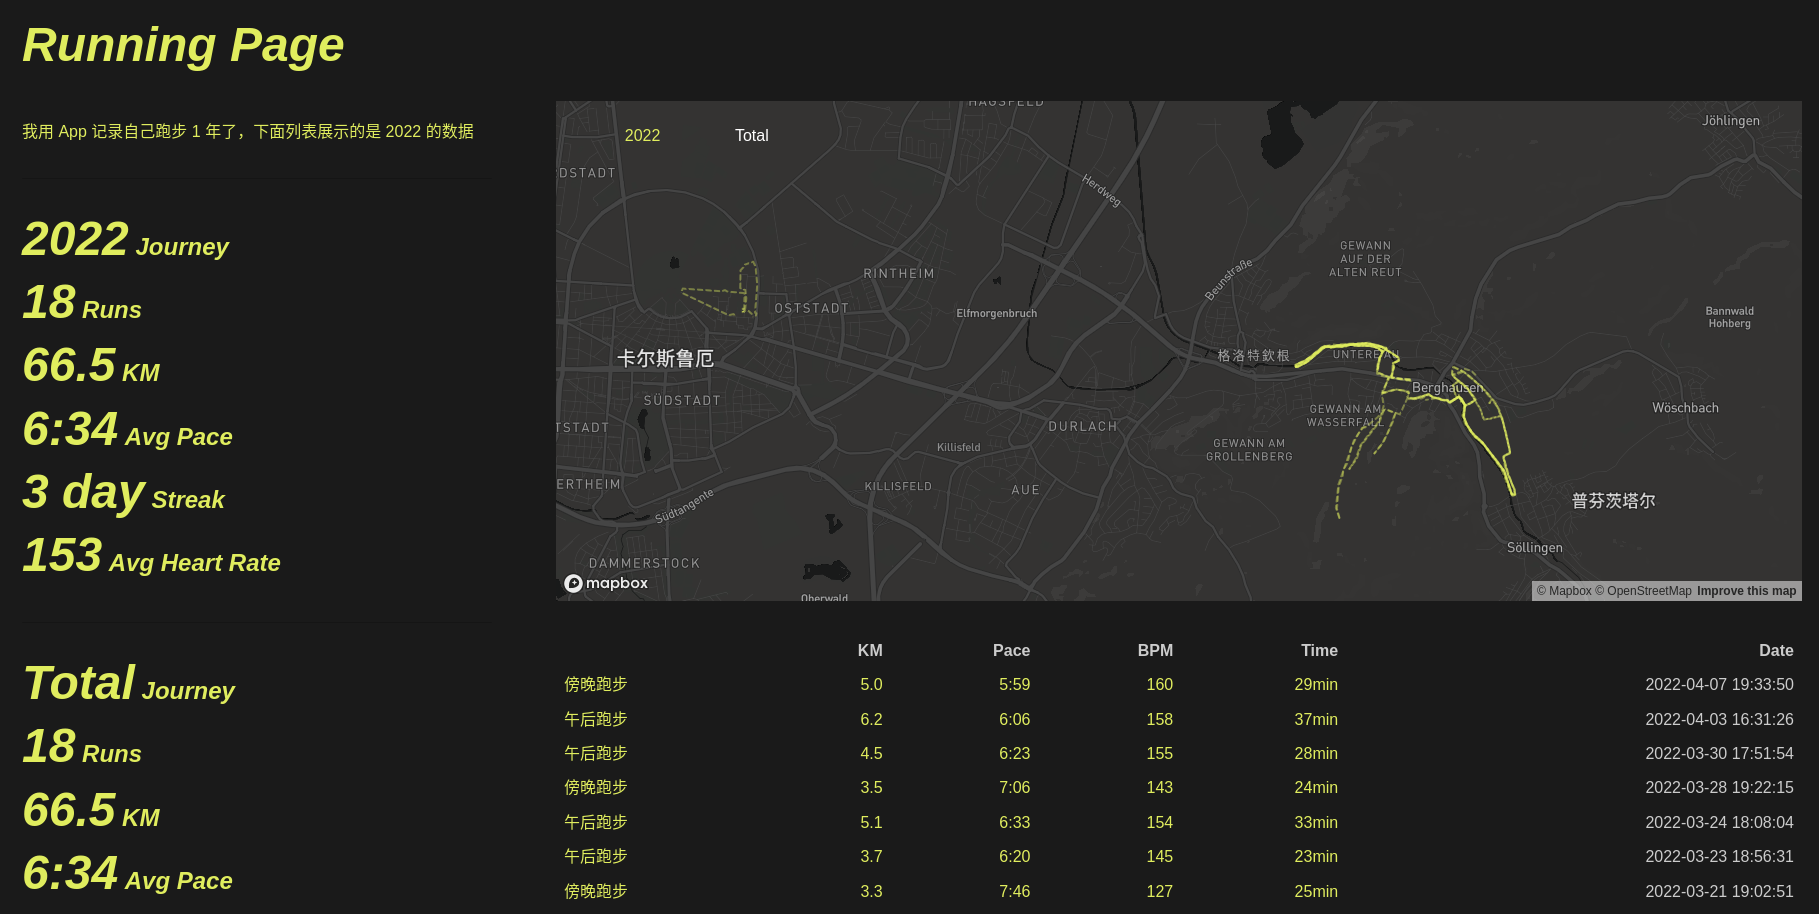 Running Page
我用 App 记录自己跑步 1 年了，下面列表展示的是 2022 的数据
2022 Journey
18 Runs
66.5 KM
6:34 Avg Pace
3 day Streak
153 Avg Heart Rate
Total Journey
18 Runs
66.5 KM
6:34 Avg Pace
2022 Total
HAGSFELD
Jöhlingen
DSTADT
Herdweg
GEWANN
AUF DER
ALTEN REUT
RINTHEIM
Beunstraße
OSTSTADT
Elfmorgenbruch
Bannwald
Hohberg
卡尔斯鲁厄
格洛特欽根
UNTEREAU
Berghausen
SÜDSTADT
GEWANN AM
WASSERFALL
Wöschbach
TSTADT
DURLACH
Killisfeld
GEWANN AM
GROLLENBERG
ERTHEIM
KILLISFELD
AUE
Südtangente
普芬茨塔尔
Söllingen
DAMMERSTOCK
mapbox
Oberwald
© Mapbox © OpenStreetMap Improve this map
KM Pace BPM Time Date
傍晚跑步 5.0 5:59 160 29min 2022-04-07 19:33:50
午后跑步 6.2 6:06 158 37min 2022-04-03 16:31:26
午后跑步 4.5 6:23 155 28min 2022-03-30 17:51:54
傍晚跑步 3.5 7:06 143 24min 2022-03-28 19:22:15
午后跑步 5.1 6:33 154 33min 2022-03-24 18:08:04
午后跑步 3.7 6:20 145 23min 2022-03-23 18:56:31
傍晚跑步 3.3 7:46 127 25min 2022-03-21 19:02:51